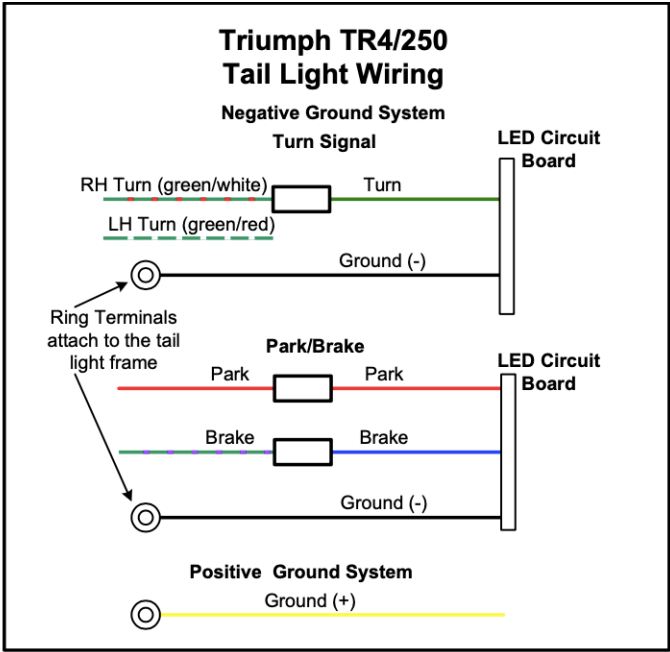 Triumph TR4/250
Tail Light Wiring
Negative Ground System
Turn Signal
LED Circuit
Board
RH Turn (green/white)
Turn
LH Turn (green/red)
Ground (-)
Ring Terminals
attach to the tail
light frame
Park/Brake
LED Circuit
Board
Park
Park
Brake
Brake
Ground (-)
Positive Ground System
Ground (+)